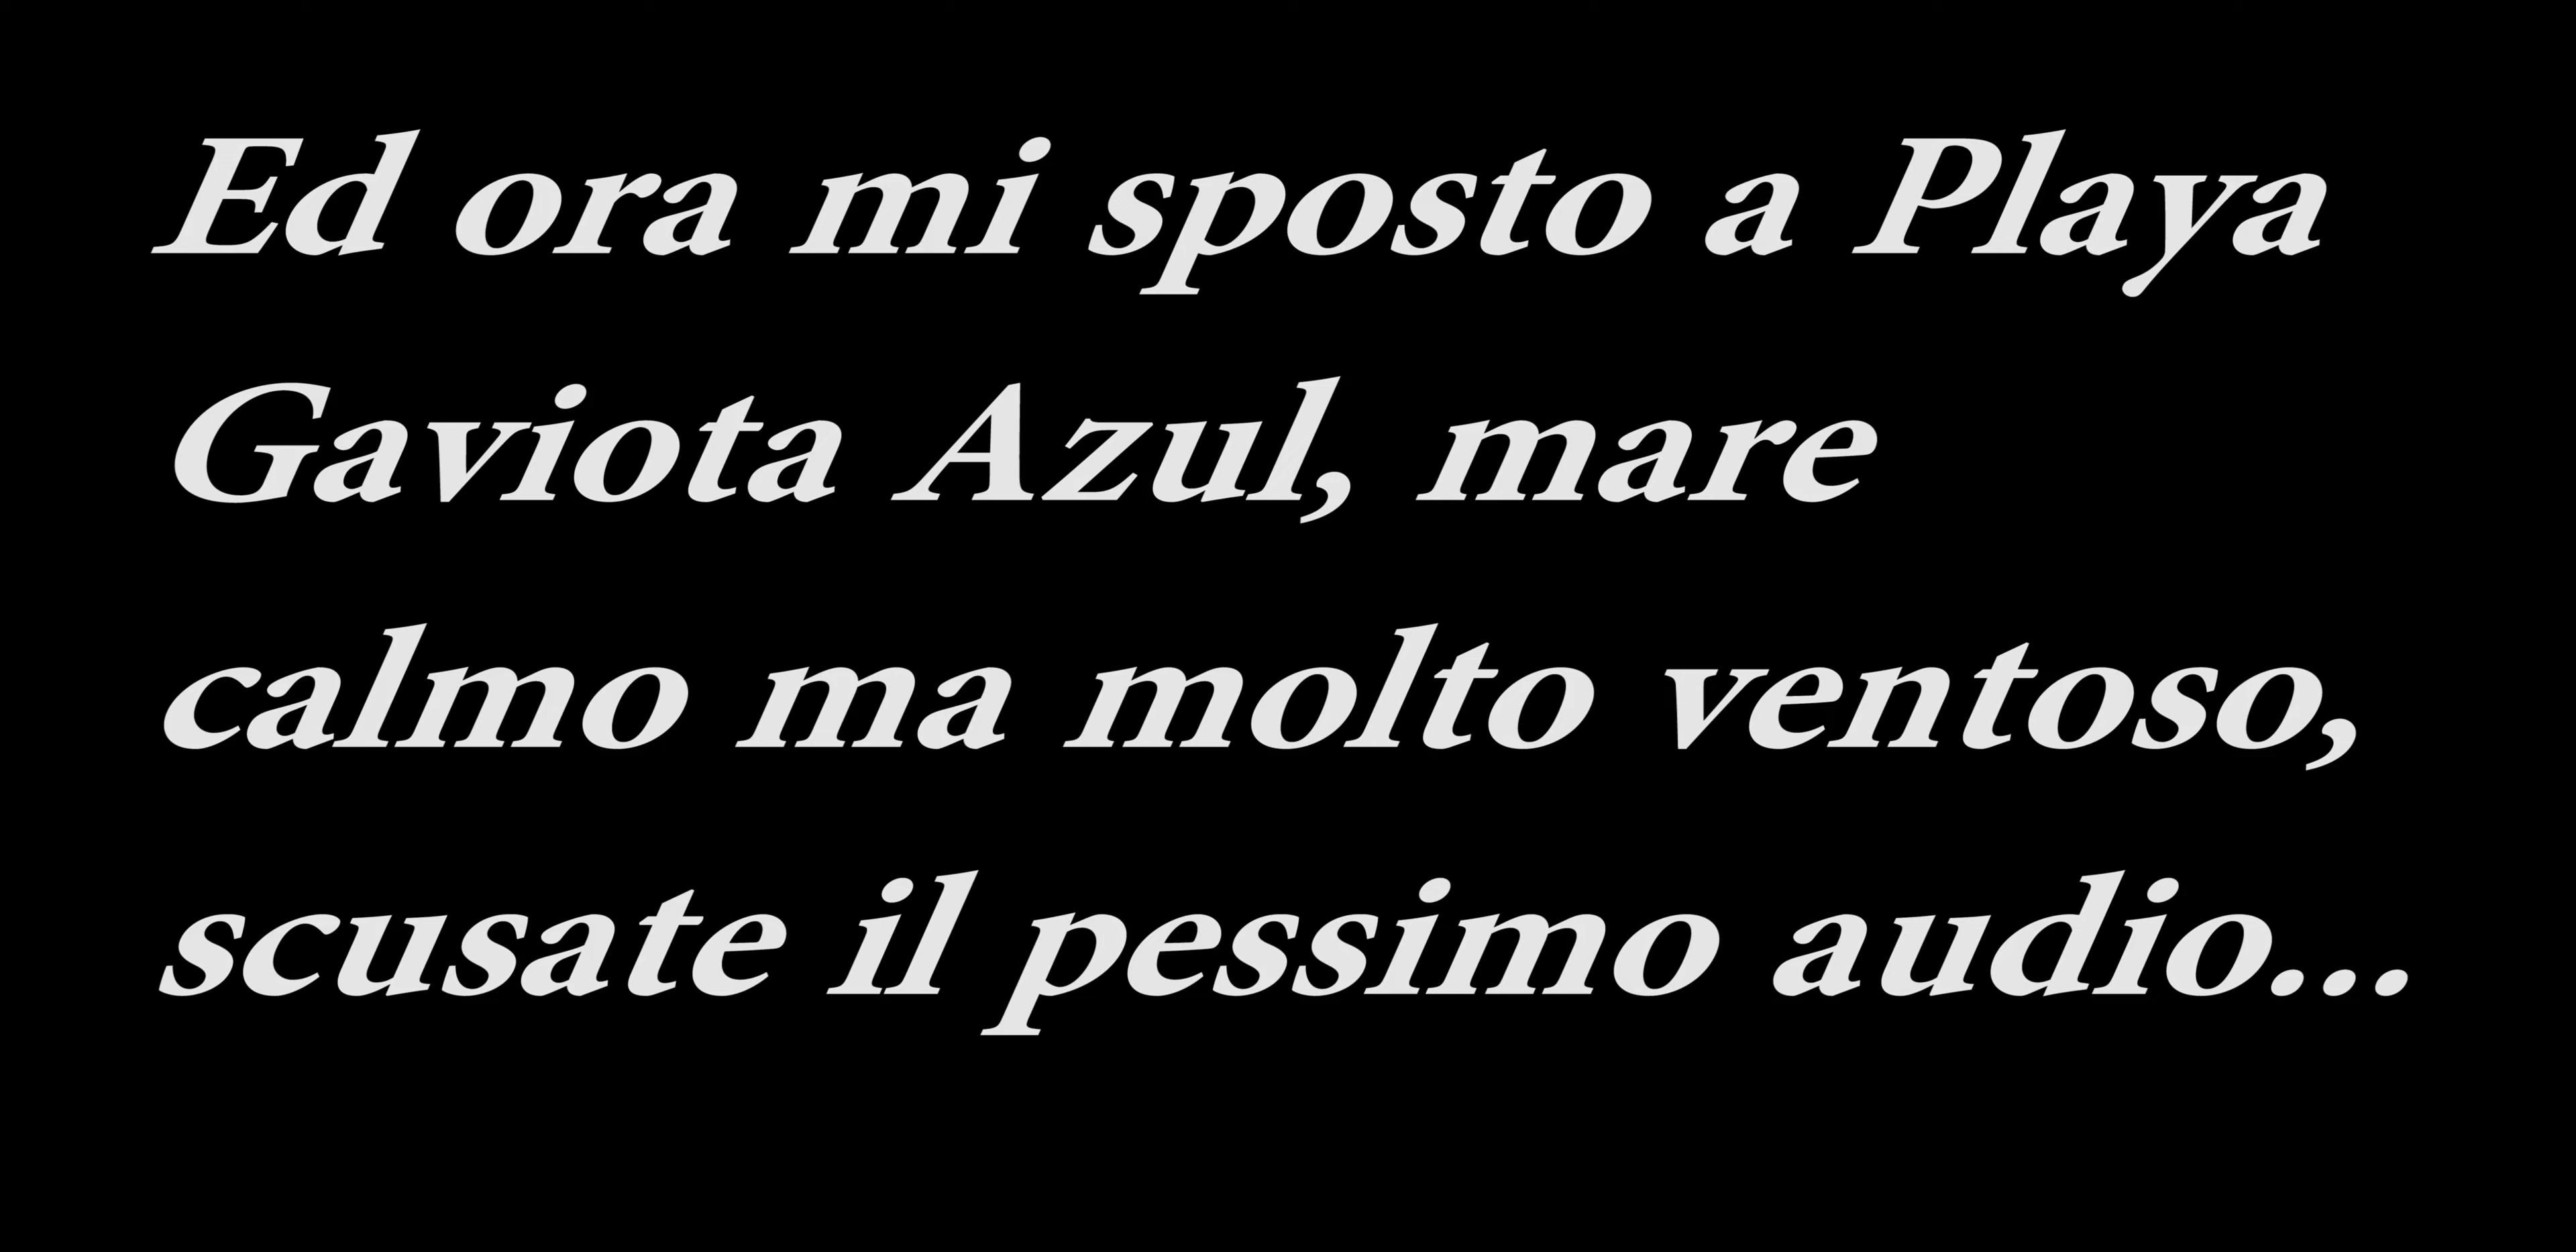 Ed ora mi sposto a Playa
Gaviota Azul, mare
calmo ma molto ventoso,
scusate il pessimo audio...